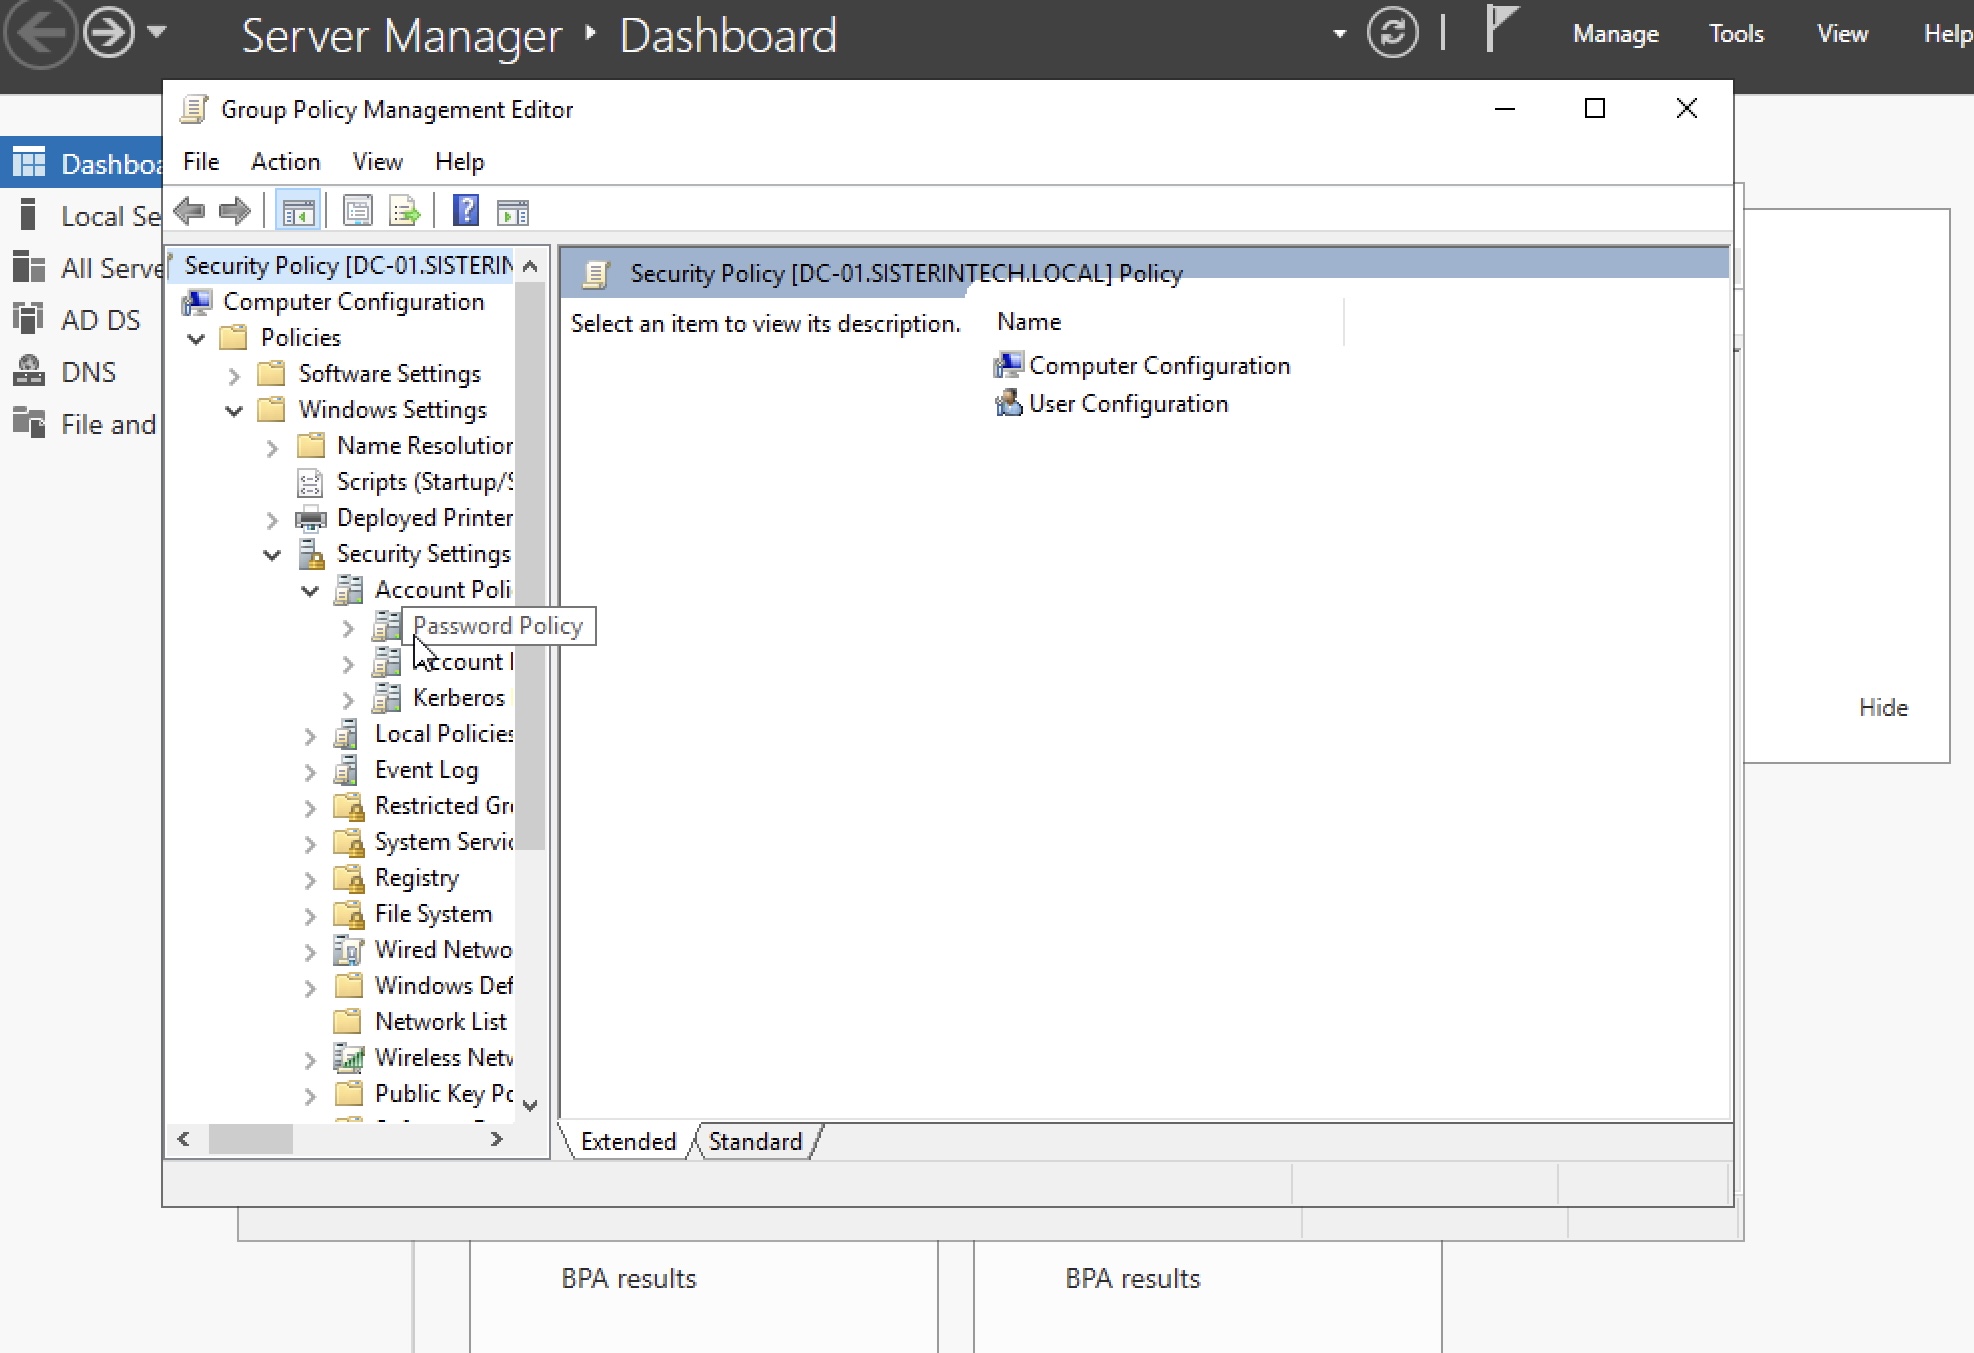 Server Manager ‣ Dashboard
Manage Tools View Help
Group Policy Management Editor
File Action View Help
Dashboa
Local Se
All Serve
AD DS
DNS
File and
Security Policy [DC-01.SISTERIN
Computer Configuration
Policies
Software Settings
Windows Settings
Name Resolution
Scripts (Startup/S
Deployed Printer
Security Settings
Account Poli
Password Policy
Account
Kerberos
Local Policies
Event Log
Restricted Gr
System Servic
Registry
File System
Wired Netwo
Windows Def
Network List
Wireless Netw
Public Key Po
Security Policy [DC-01.SISTERINTECH.LOCAL] Policy
Select an item to view its description.
Name
Computer Configuration
User Configuration
Extended Standard
Hide
BPA results
BPA results